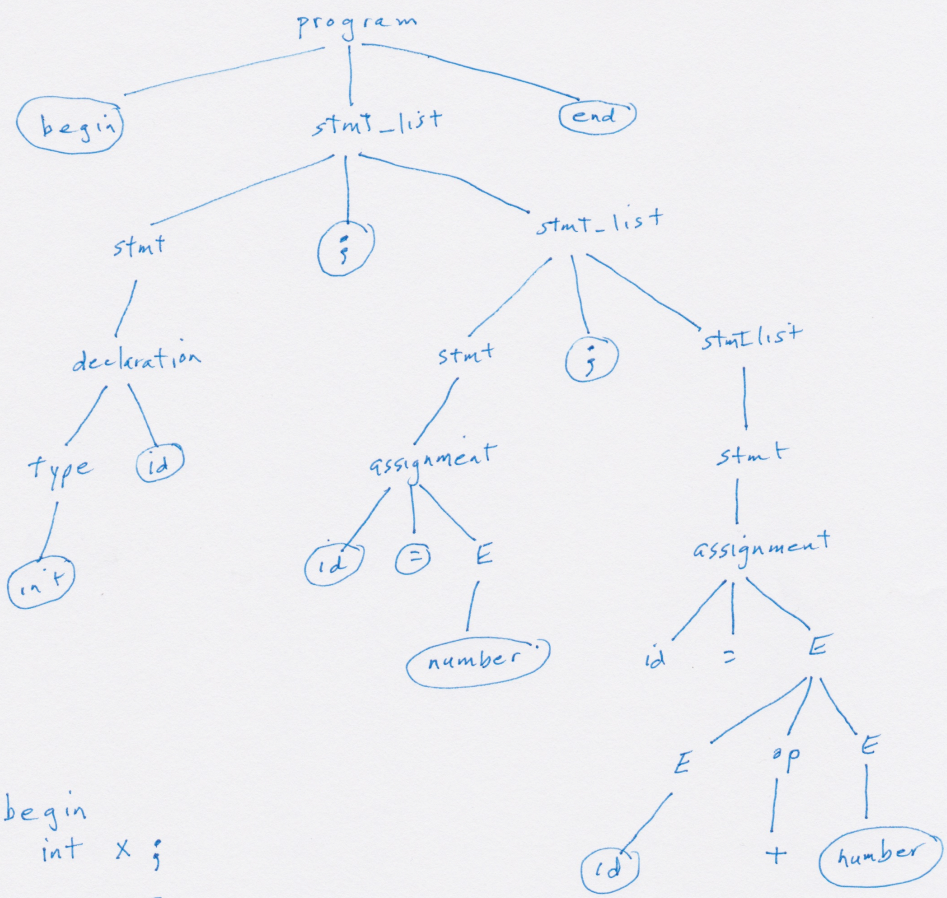 program
begin stmt_list end
stmt ; stmt_list
declaration stmt ; stmtlist
type id assignment stmt
int id = E assignment
number id = E
E op E
id + number
begin
int x ;